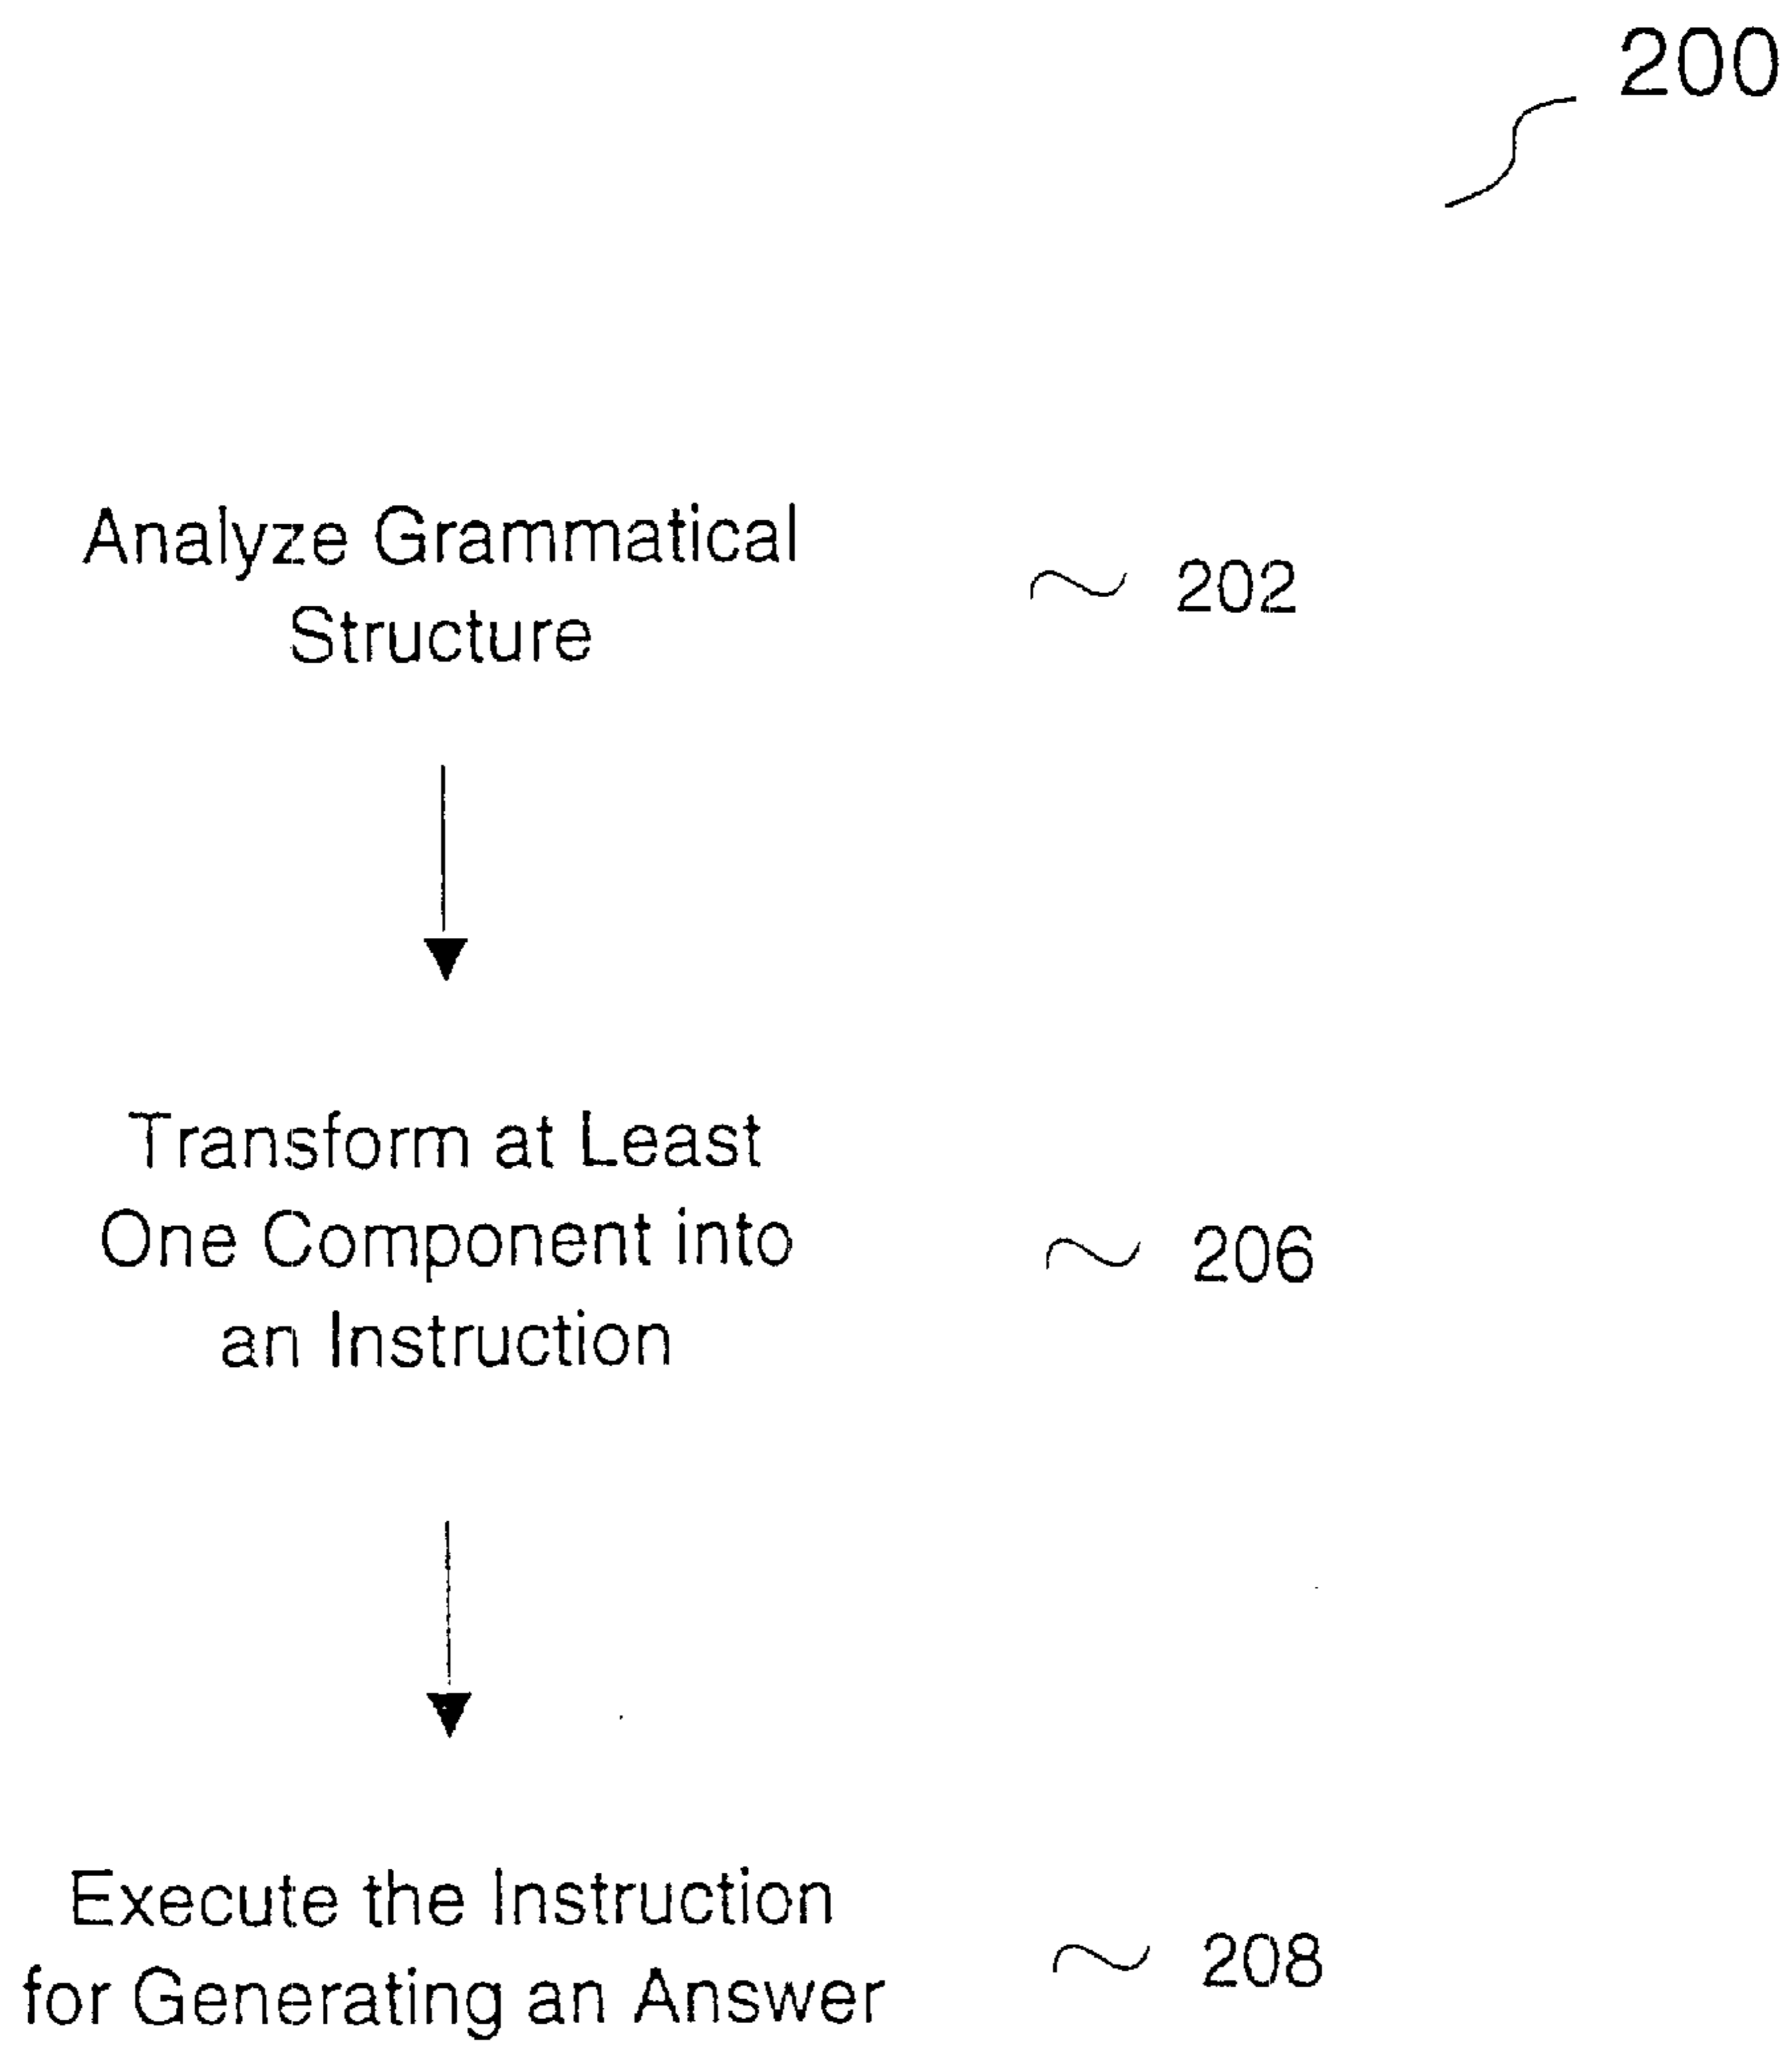 200
Analyze Grammatical
Structure
202
Transform at Least
One Component into
an Instruction
206
Execute the Instruction
for Generating an Answer
208